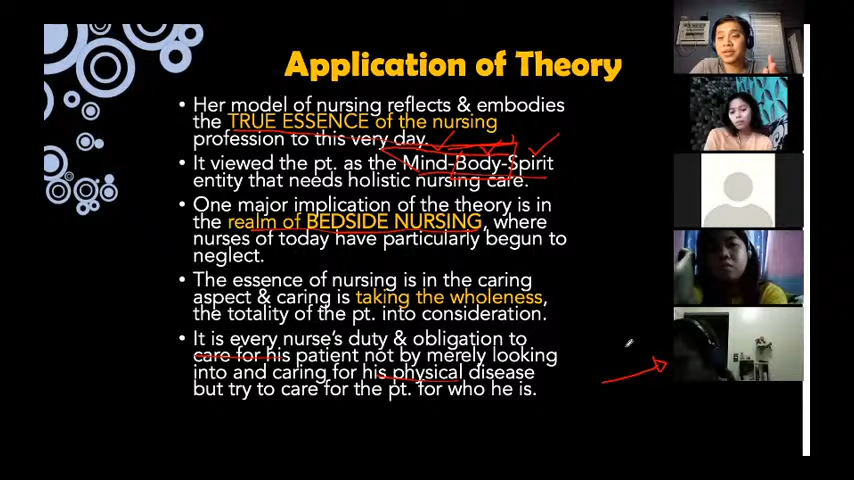 Application of Theory
• Her model of nursing reflects & embodies
the TRUE ESSENCE of the nursing
profession to this very day.
• It viewed the pt. as the Mind-Body-Spirit
entity that needs holistic nursing care.
• One major implication of the theory is in
the realm of BEDSIDE NURSING, where
nurses of today have particularly begun to
neglect.
• The essence of nursing is in the caring
aspect & caring is taking the wholeness,
the totality of the pt. into consideration.
• It is every nurse's duty & obligation to
care for his patient not by merely looking
into and caring for his physical disease
but try to care for the pt. for who he is.